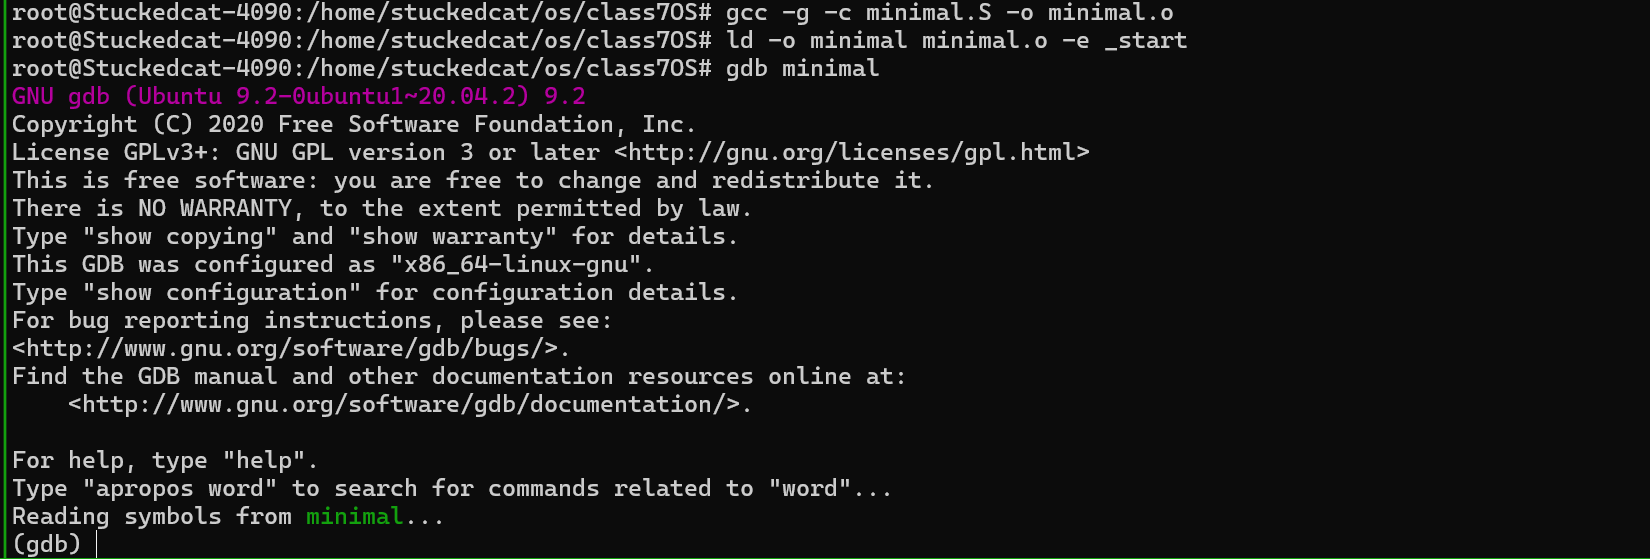 root@Stuckedcat-4090:/home/stuckedcat/os/class7OS# gcc -g -c minimal.S -o minimal.o
root@Stuckedcat-4090:/home/stuckedcat/os/class7OS# ld -o minimal minimal.o -e _start
root@Stuckedcat-4090:/home/stuckedcat/os/class7OS# gdb minimal
GNU gdb (Ubuntu 9.2-0ubuntu1~20.04.2) 9.2
Copyright (C) 2020 Free Software Foundation, Inc.
License GPLv3+: GNU GPL version 3 or later <http://gnu.org/licenses/gpl.html>
This is free software: you are free to change and redistribute it.
There is NO WARRANTY, to the extent permitted by law.
Type "show copying" and "show warranty" for details.
This GDB was configured as "x86_64-linux-gnu".
Type "show configuration" for configuration details.
For bug reporting instructions, please see:
<http://www.gnu.org/software/gdb/bugs/>.
Find the GDB manual and other documentation resources online at:
    <http://www.gnu.org/software/gdb/documentation/>.

For help, type "help".
Type "apropos word" to search for commands related to "word"...
Reading symbols from minimal...
(gdb)